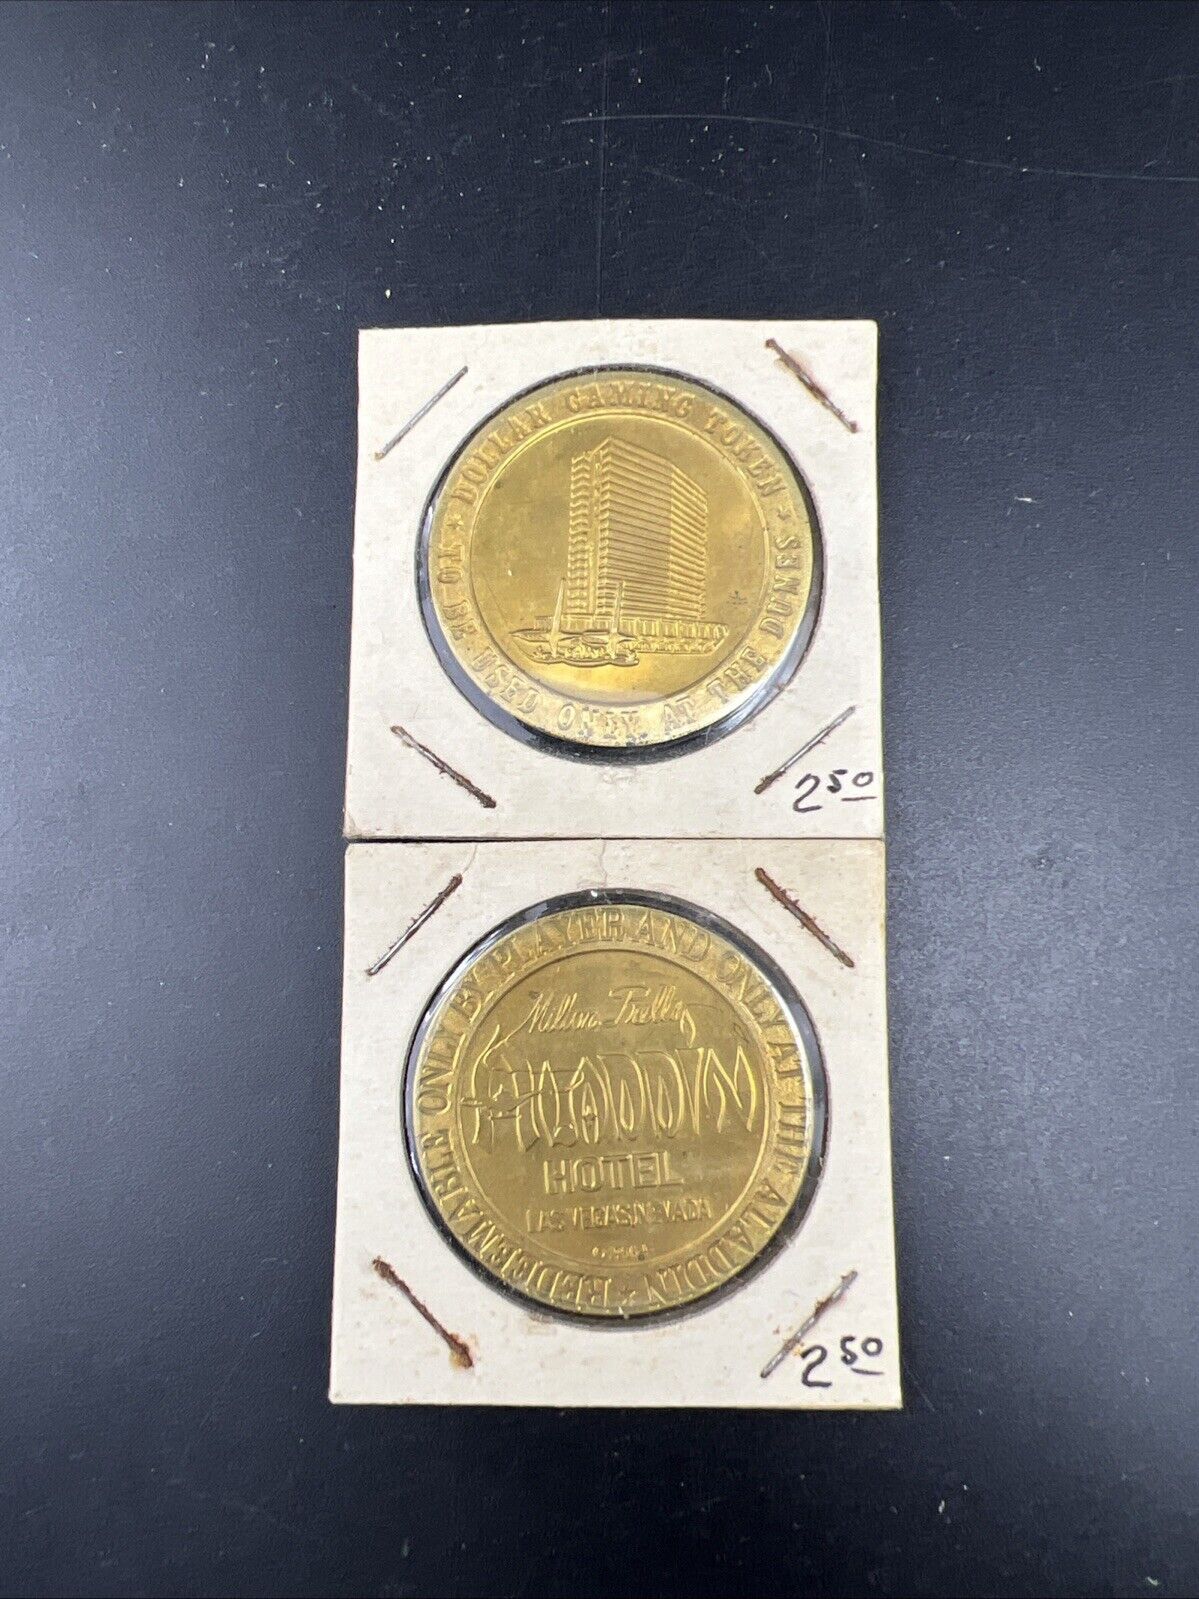 ★ DOLLAR GAMING TOKEN ★
TO BE USED ONLY AT THE DUNES
2 50
REDEEMABLE ONLY BY PLAYER AND ONLY AT THE ALADDIN ★
Milton Prell's
ALADDIN
HOTEL
LAS VEGAS, NEVADA
2 50